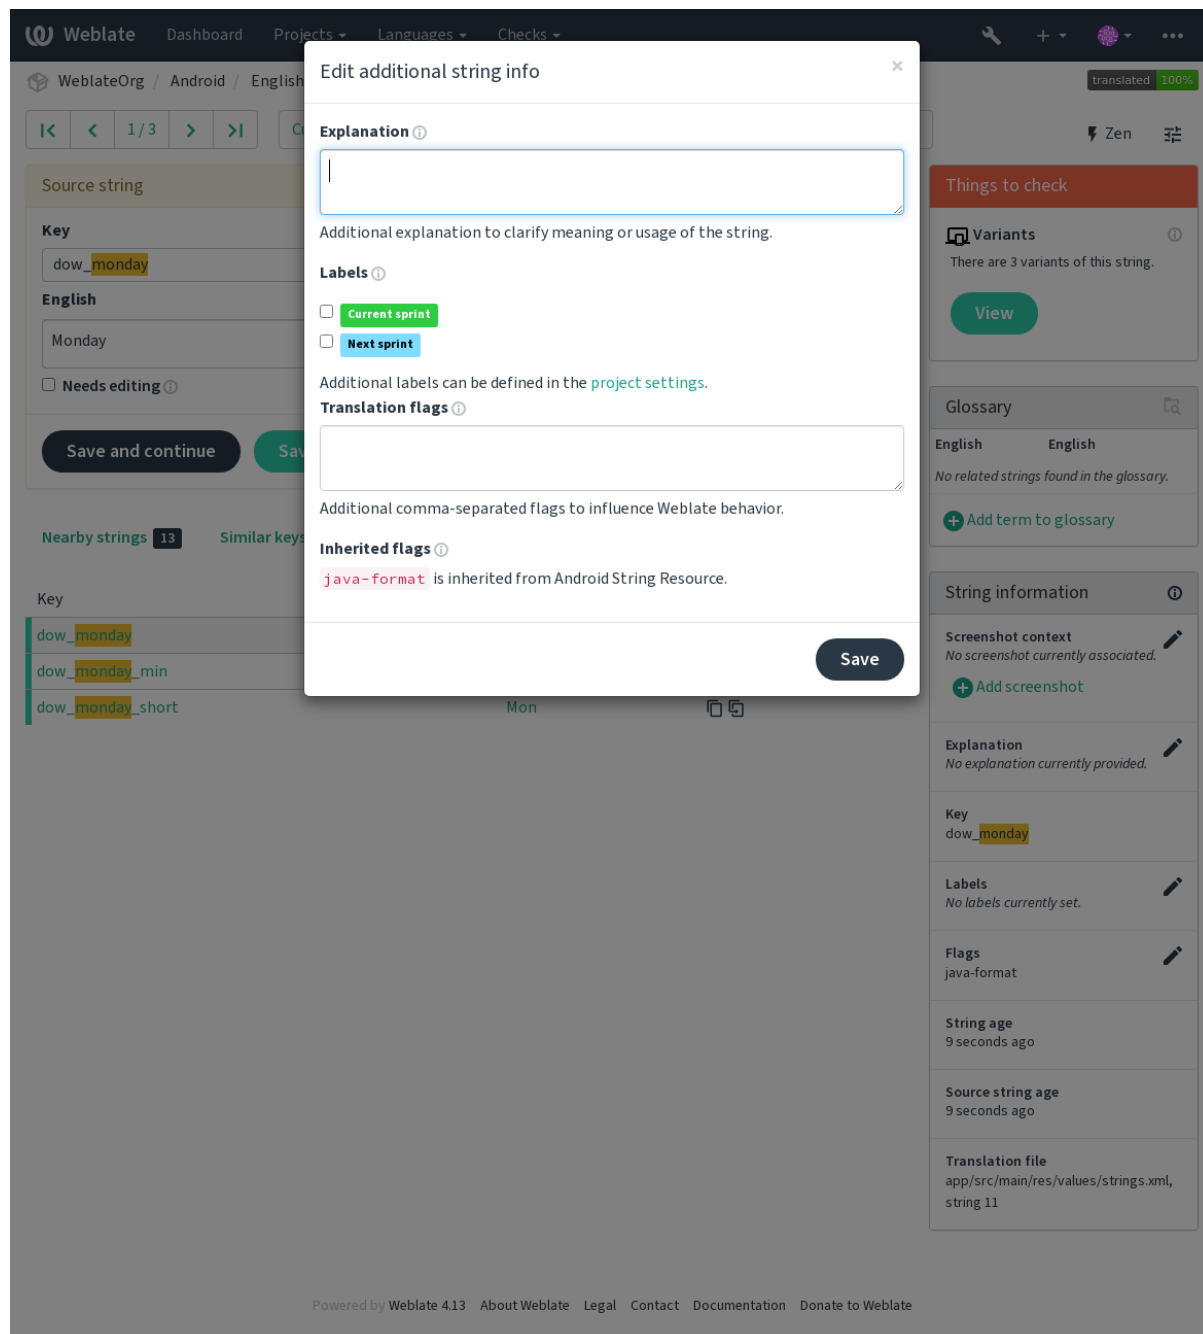 Weblate Dashboard Projects Languages Checks
WeblateOrg / Android / English
translated 100%
1 / 3
Zen
Edit additional string info
×
Explanation
Additional explanation to clarify meaning or usage of the string.
Labels
Current sprint
Next sprint
Additional labels can be defined in the project settings.
Translation flags
Additional comma-separated flags to influence Weblate behavior.
Inherited flags
java-format is inherited from Android String Resource.
Save
Source string
Key
dow_monday
English
Monday
Needs editing
Save and continue
Nearby strings 13 Similar keys
Key
dow_monday
dow_monday_min
dow_monday_short Mon
Things to check
Variants
There are 3 variants of this string.
View
Glossary
English English
No related strings found in the glossary.
Add term to glossary
String information
Screenshot context
No screenshot currently associated.
Add screenshot
Explanation
No explanation currently provided.
Key
dow_monday
Labels
No labels currently set.
Flags
java-format
String age
9 seconds ago
Source string age
9 seconds ago
Translation file
app/src/main/res/values/strings.xml,
string 11
Powered by Weblate 4.13 About Weblate Legal Contact Documentation Donate to Weblate